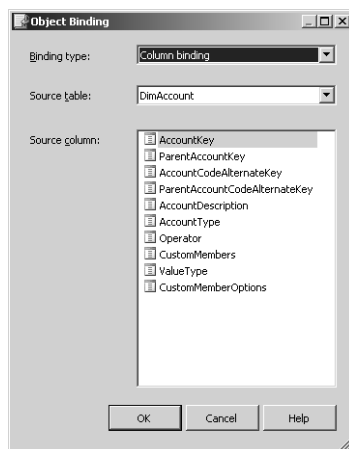 Object Binding
Binding type: Column binding
Source table: DimAccount
Source column: AccountKey
ParentAccountKey
AccountCodeAlternateKey
ParentAccountCodeAlternateKey
AccountDescription
AccountType
Operator
CustomMembers
ValueType
CustomMemberOptions
OK Cancel Help